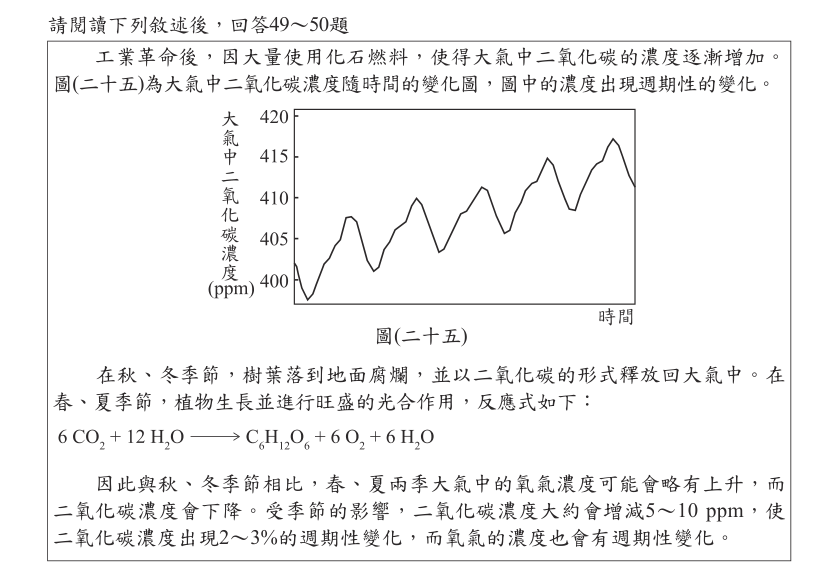 請閱讀下列敘述後，回答49～50題
工業革命後，因大量使用化石燃料，使得大氣中二氧化碳的濃度逐漸增加。
圖(二十五)為大氣中二氧化碳濃度隨時間的變化圖，圖中的濃度出現週期性的變化。
大氣中二氧化碳濃度(ppm)
420
415
410
405
400
時間
圖(二十五)
在秋、冬季節，樹葉落到地面腐爛，並以二氧化碳的形式釋放回大氣中。在
春、夏季節，植物生長並進行旺盛的光合作用，反應式如下：
6 CO₂ + 12 H₂O ⟶ C₆H₁₂O₆ + 6 O₂ + 6 H₂O
因此與秋、冬季節相比，春、夏兩季大氣中的氧氣濃度可能會略有上升，而
二氧化碳濃度會下降。受季節的影響，二氧化碳濃度大約會增減5～10 ppm，使
二氧化碳濃度出現2～3%的週期性變化，而氧氣的濃度也會有週期性變化。